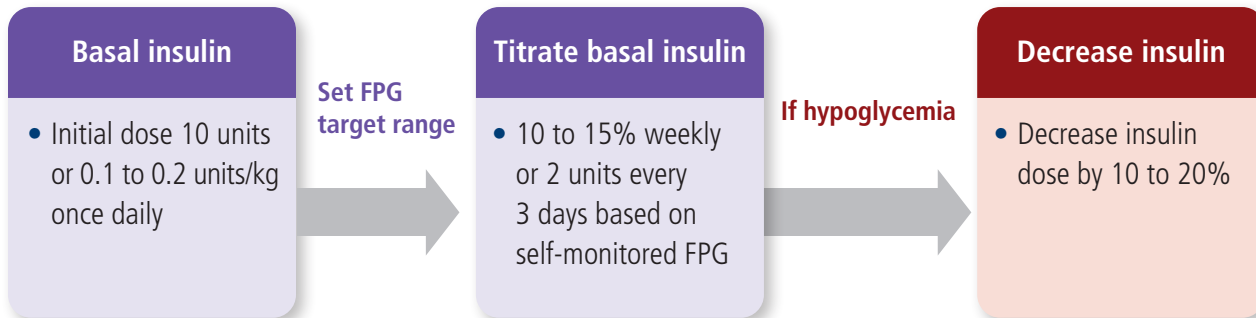 Basal insulin
• Initial dose 10 units
or 0.1 to 0.2 units/kg
once daily
Set FPG
target range
Titrate basal insulin
• 10 to 15% weekly
or 2 units every
3 days based on
self-monitored FPG
If hypoglycemia
Decrease insulin
• Decrease insulin
dose by 10 to 20%